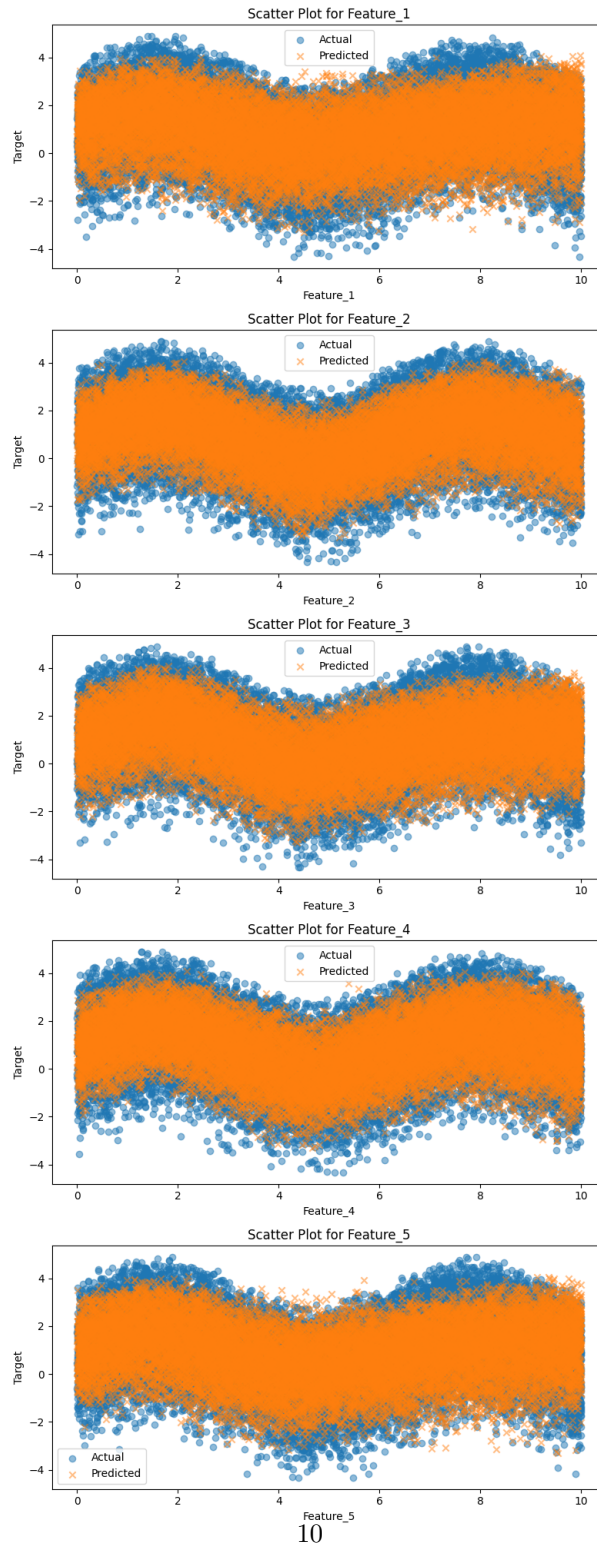 Scatter Plot for Feature_1
Actual
Predicted
4
2
0
−2
−4
Target
0 2 4 6 8 10
Feature_1
Scatter Plot for Feature_2
Actual
Predicted
4
2
0
−2
−4
Target
0 2 4 6 8 10
Feature_2
Scatter Plot for Feature_3
Actual
Predicted
4
2
0
−2
−4
Target
0 2 4 6 8 10
Feature_3
Scatter Plot for Feature_4
Actual
Predicted
4
2
0
−2
−4
Target
0 2 4 6 8 10
Feature_4
Scatter Plot for Feature_5
4
2
0
−2
−4
Target
Actual
Predicted
0 2 4 6 8 10
Feature_5
10